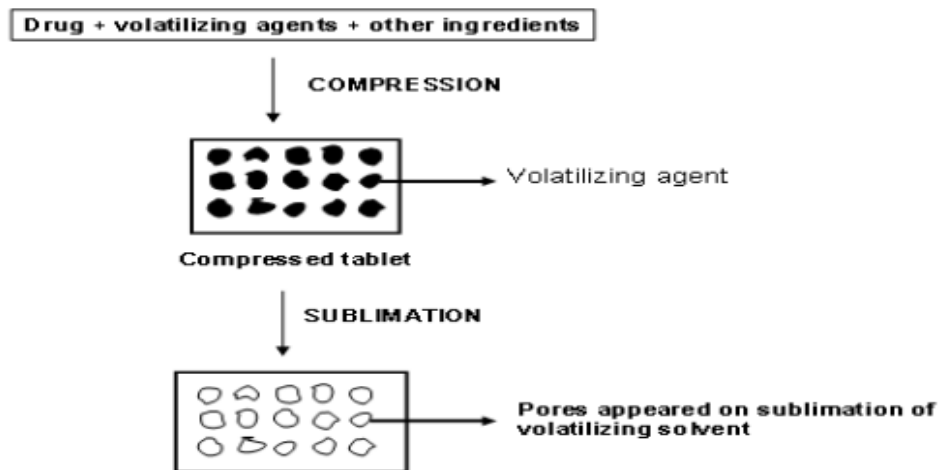 Drug + volatilizing agents + other ingredients
COMPRESSION
Volatilizing agent
Compressed tablet
SUBLIMATION
Pores appeared on sublimation of
volatilizing solvent